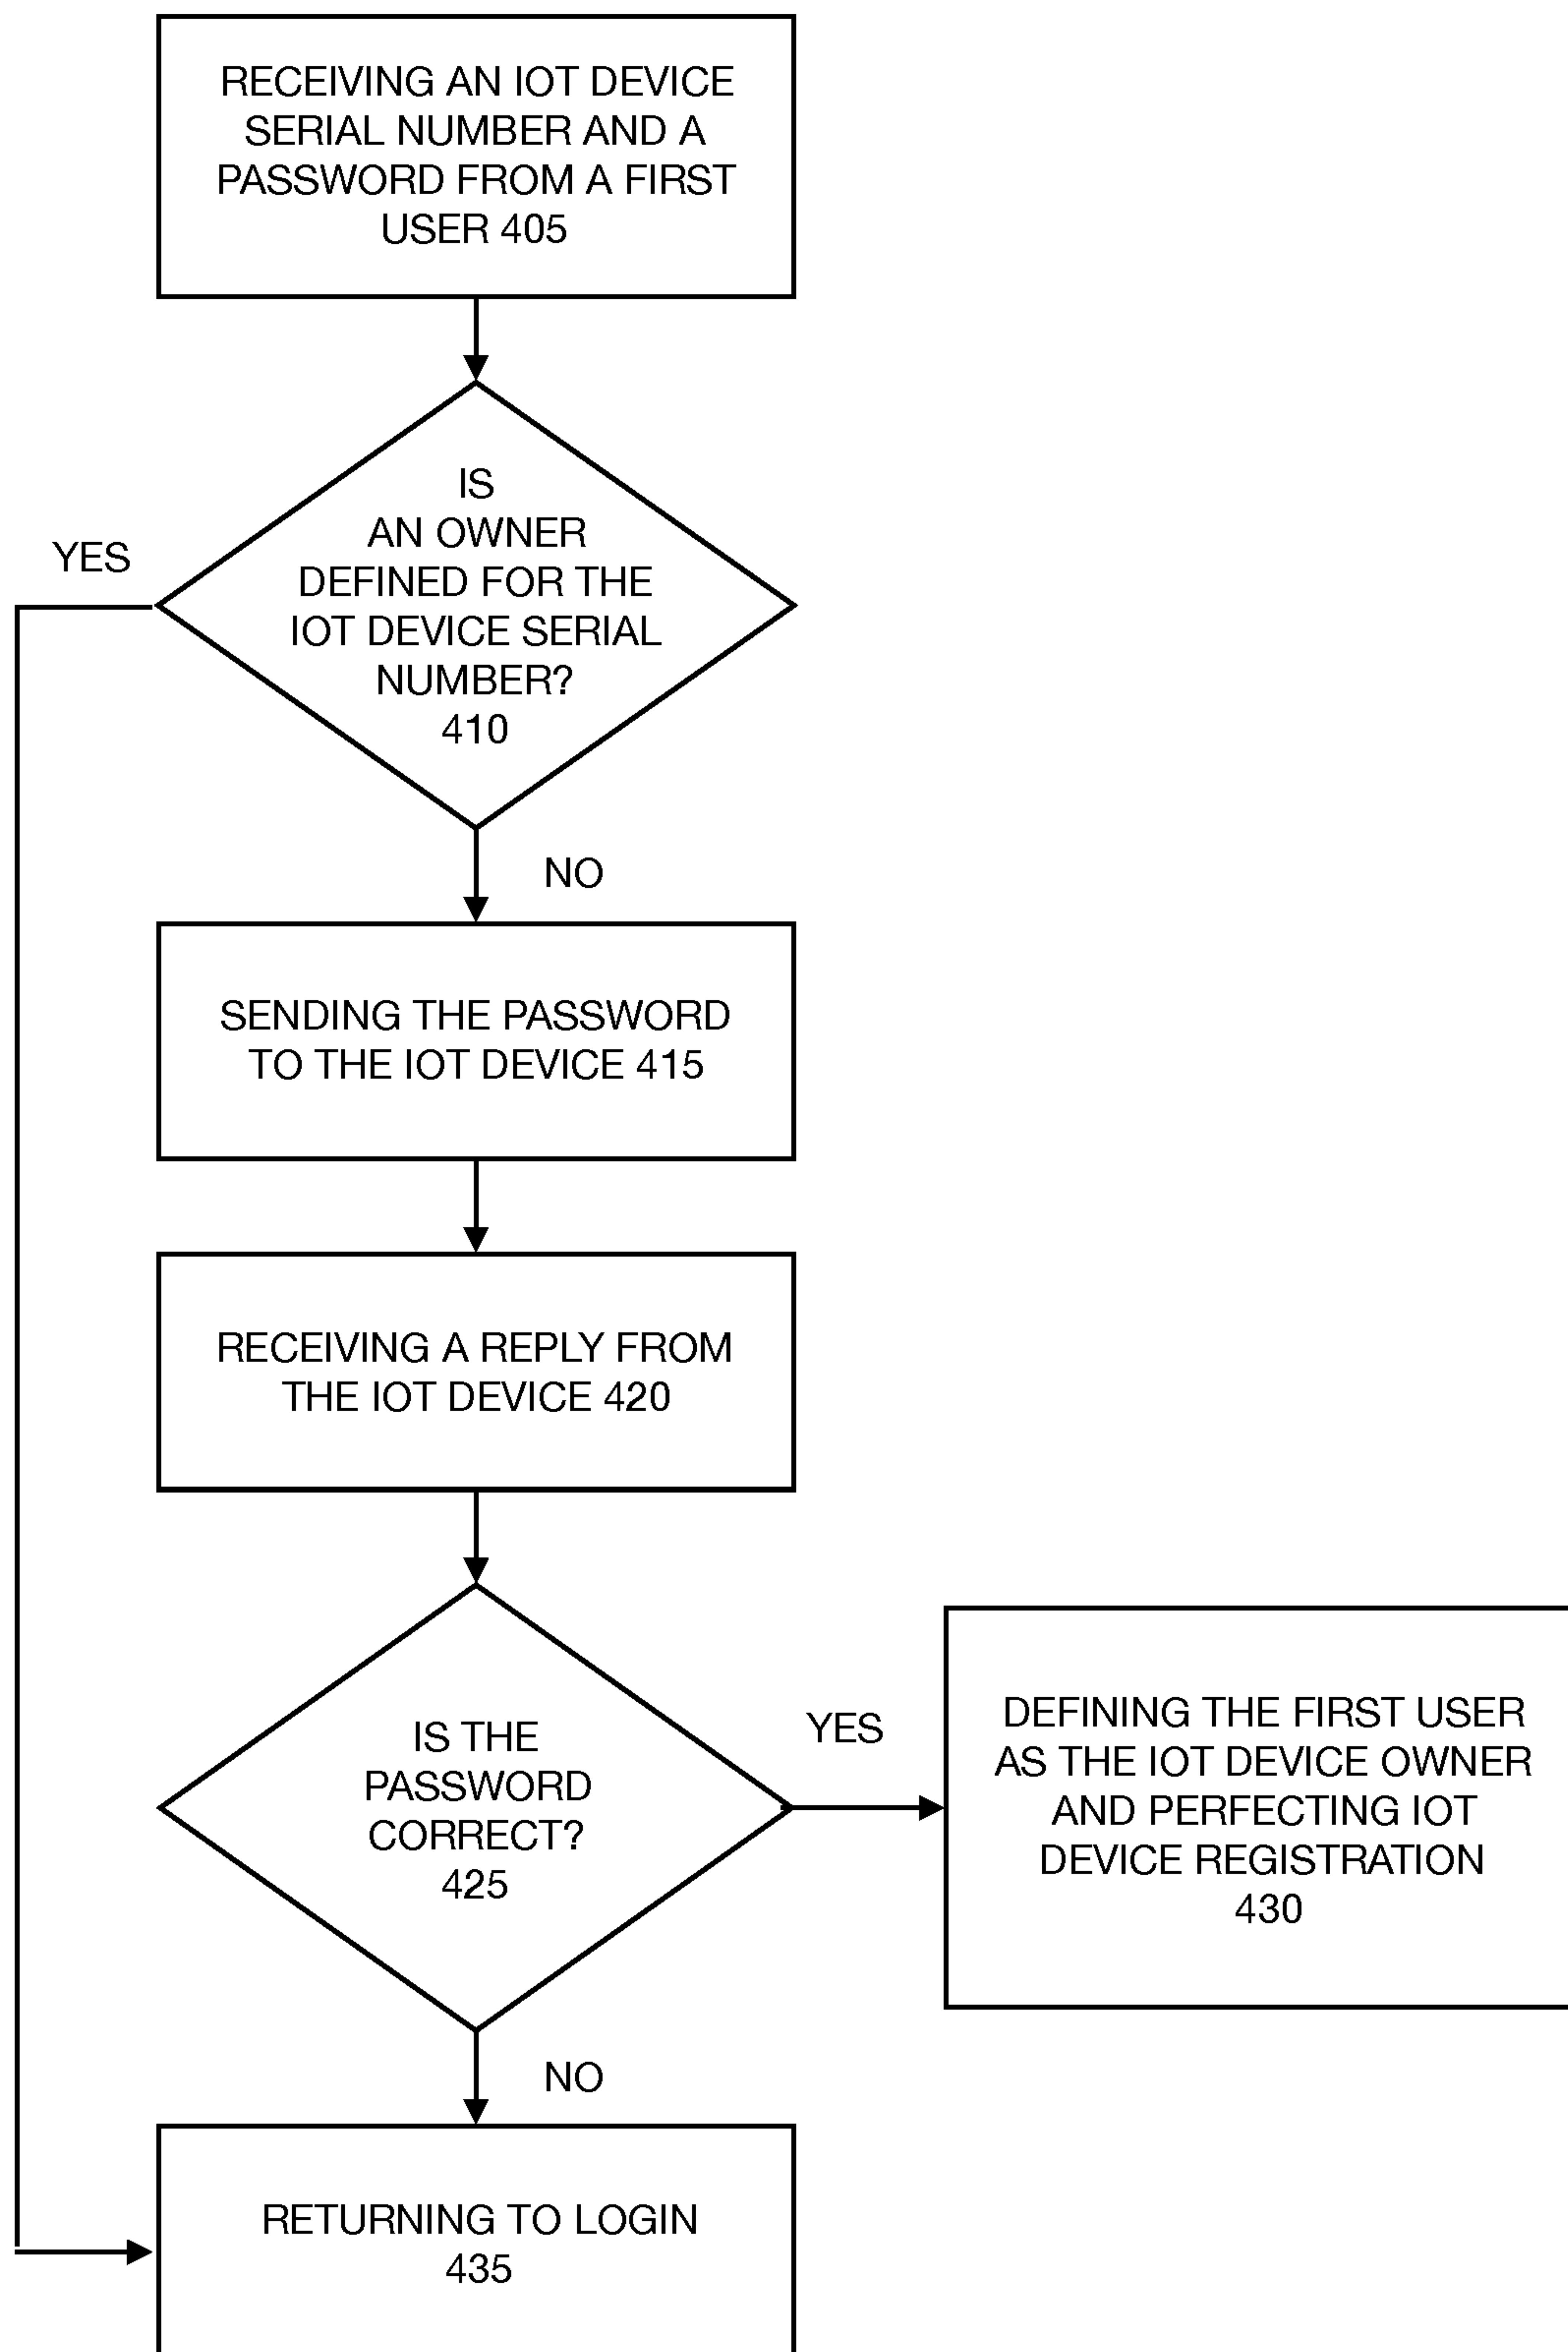 RECEIVING AN IOT DEVICE
SERIAL NUMBER AND A
PASSWORD FROM A FIRST
USER 405
IS
AN OWNER
DEFINED FOR THE
IOT DEVICE SERIAL
NUMBER?
410
YES
NO
SENDING THE PASSWORD
TO THE IOT DEVICE 415
RECEIVING A REPLY FROM
THE IOT DEVICE 420
IS THE
PASSWORD
CORRECT?
425
YES
DEFINING THE FIRST USER
AS THE IOT DEVICE OWNER
AND PERFECTING IOT
DEVICE REGISTRATION
430
NO
RETURNING TO LOGIN
435